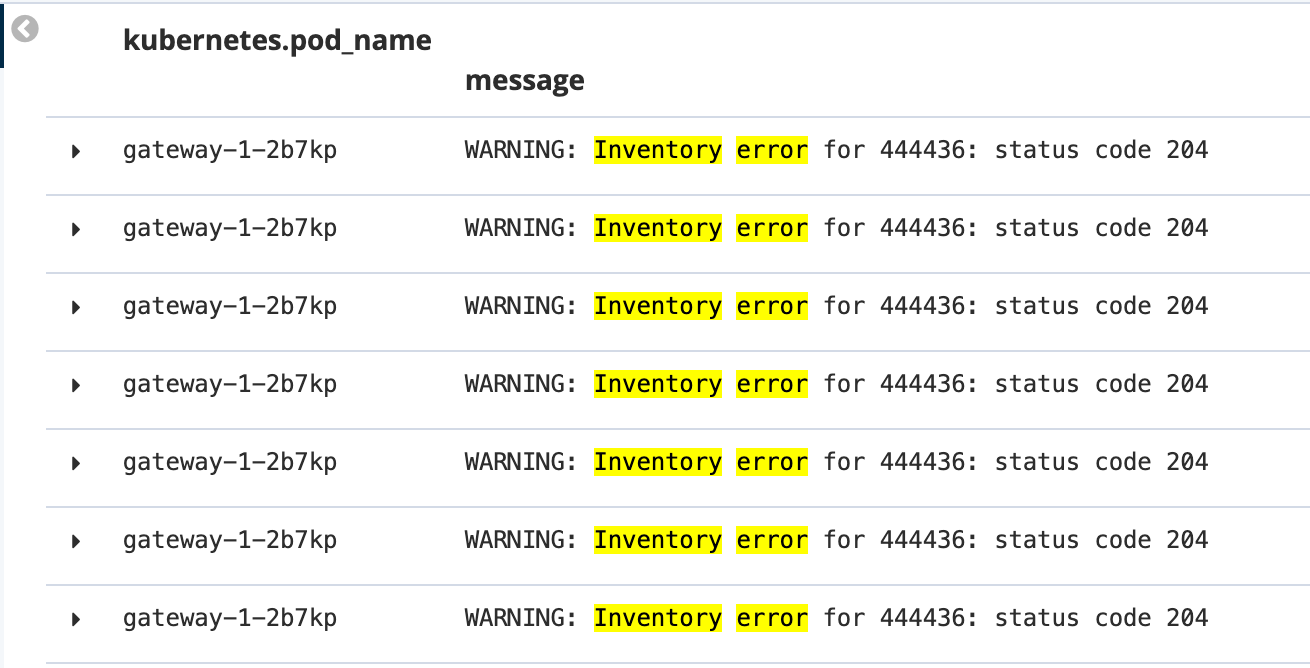 kubernetes.pod_name
message
gateway-1-2b7kp WARNING: Inventory error for 444436: status code 204
gateway-1-2b7kp WARNING: Inventory error for 444436: status code 204
gateway-1-2b7kp WARNING: Inventory error for 444436: status code 204
gateway-1-2b7kp WARNING: Inventory error for 444436: status code 204
gateway-1-2b7kp WARNING: Inventory error for 444436: status code 204
gateway-1-2b7kp WARNING: Inventory error for 444436: status code 204
gateway-1-2b7kp WARNING: Inventory error for 444436: status code 204